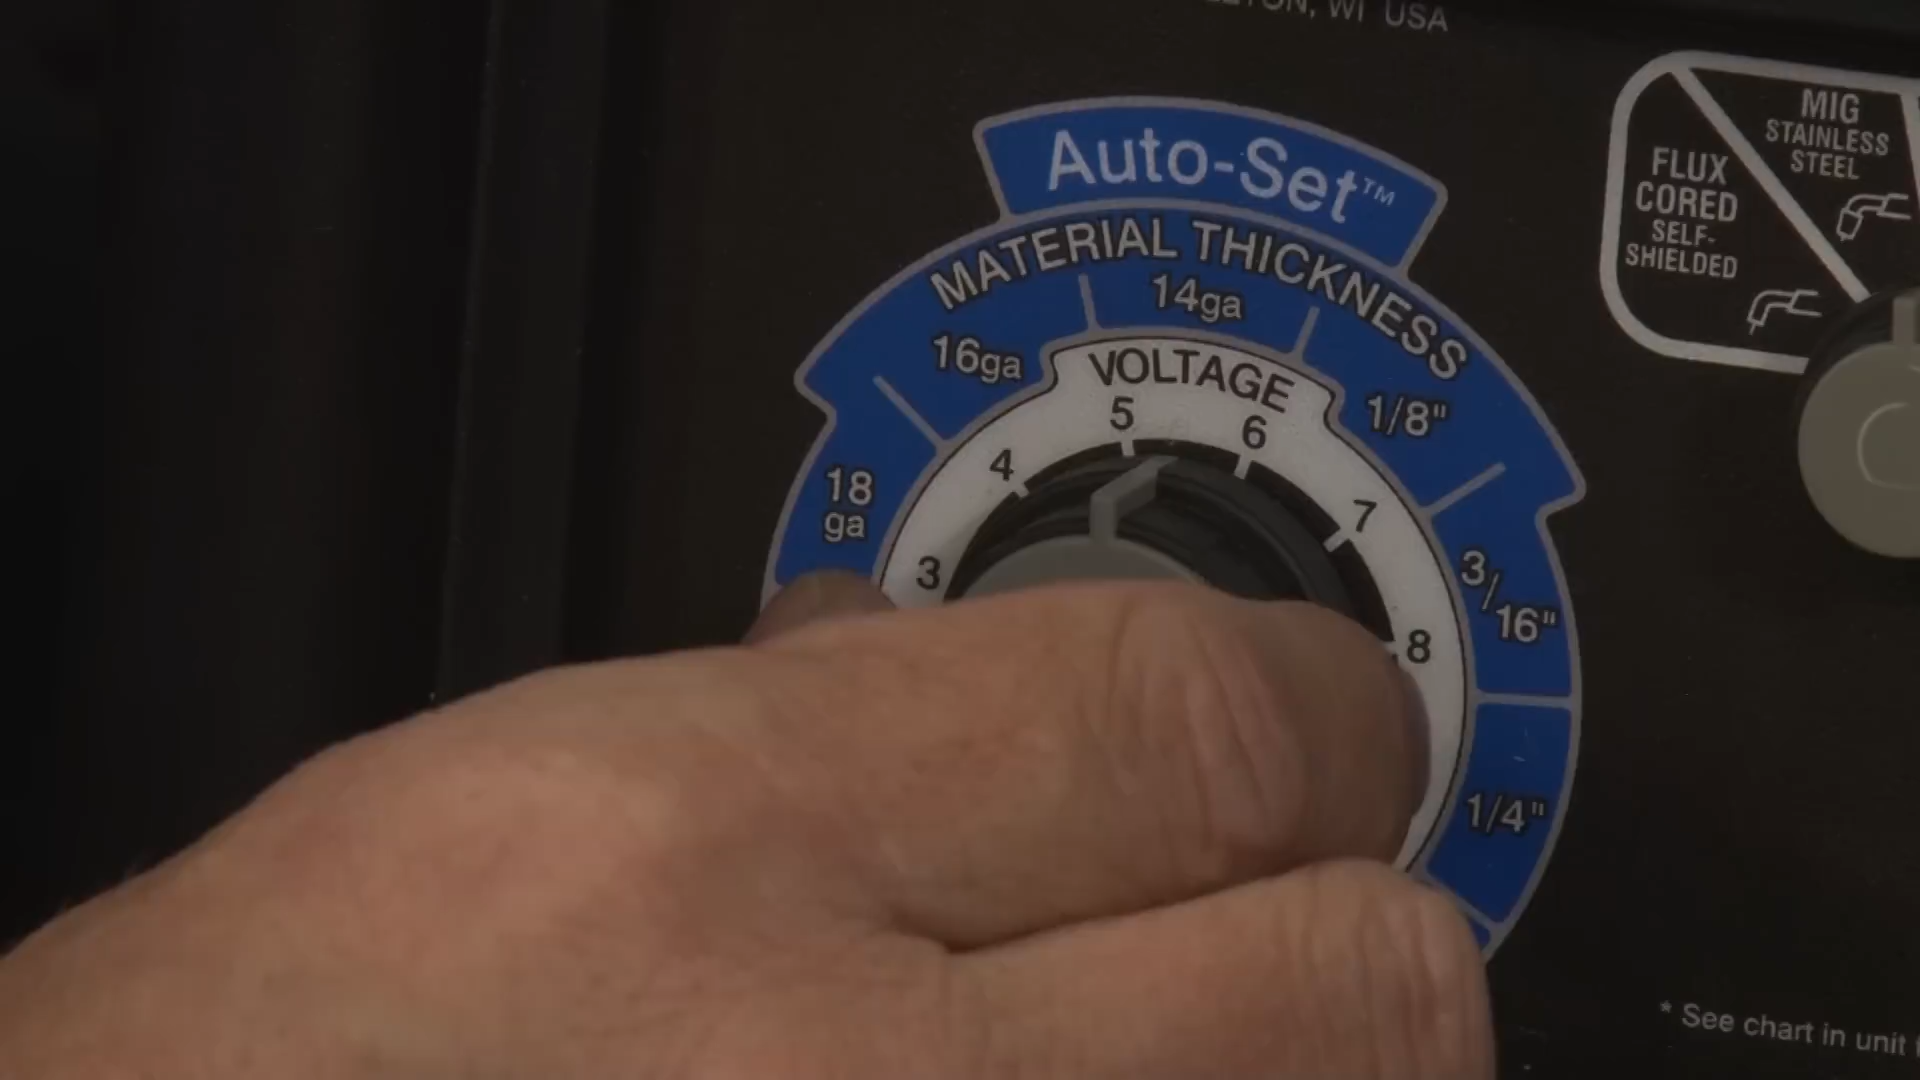 WI USA
Auto-Set™
MATERIAL THICKNESS
18
ga
16ga
14ga
1/8"
3/16"
1/4"
VOLTAGE
3
4
5
6
7
8
FLUX
CORED
SELF-
SHIELDED
MIG
STAINLESS
STEEL
* See chart in unit